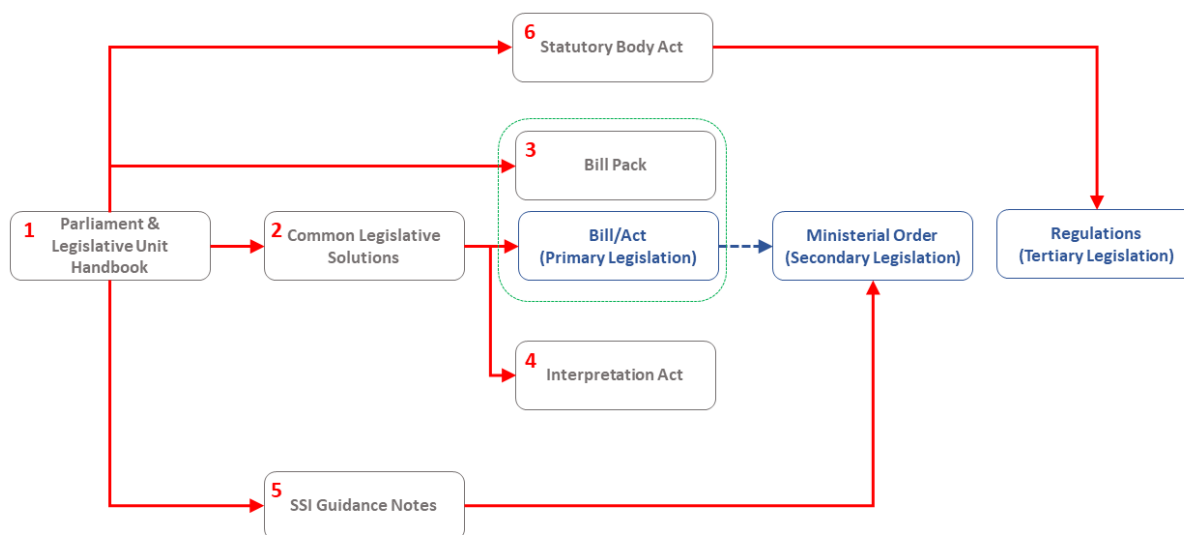 6
Statutory Body Act
3
Bill Pack
1
Parliament &
Legislative Unit
Handbook
2
Common Legislative
Solutions
Bill/Act
(Primary Legislation)
Ministerial Order
(Secondary Legislation)
Regulations
(Tertiary Legislation)
4
Interpretation Act
5
SSI Guidance Notes